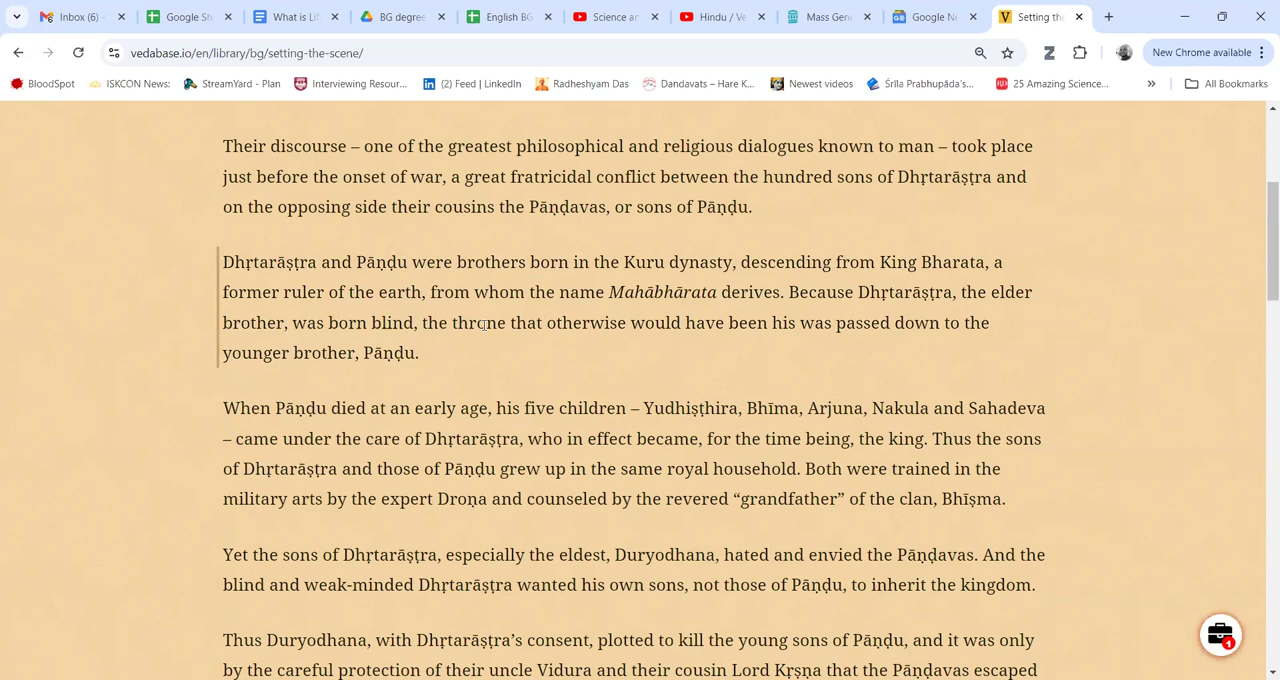 Inbox (6) -
Google Sh
What is Lif
BG degree
English BG
Science ar
Hindu / Ve
Mass Gen
Google Ne
Setting the
vedabase.io/en/library/bg/setting-the-scene/
New Chrome available
BloodSpot
ISKCON News:
StreamYard - Plan
Interviewing Resour...
(2) Feed | LinkedIn
Radheshyam Das
Dandavats – Hare K...
Newest videos
Śrīla Prabhupāda's...
25 Amazing Science...
»
All Bookmarks
Their discourse – one of the greatest philosophical and religious dialogues known to man – took place
just before the onset of war, a great fratricidal conflict between the hundred sons of Dhṛtarāṣṭra and
on the opposing side their cousins the Pāṇḍavas, or sons of Pāṇḍu.
Dhṛtarāṣṭra and Pāṇḍu were brothers born in the Kuru dynasty, descending from King Bharata, a
former ruler of the earth, from whom the name Mahābhārata derives. Because Dhṛtarāṣṭra, the elder
brother, was born blind, the throne that otherwise would have been his was passed down to the
younger brother, Pāṇḍu.
When Pāṇḍu died at an early age, his five children – Yudhiṣṭhira, Bhīma, Arjuna, Nakula and Sahadeva
– came under the care of Dhṛtarāṣṭra, who in effect became, for the time being, the king. Thus the sons
of Dhṛtarāṣṭra and those of Pāṇḍu grew up in the same royal household. Both were trained in the
military arts by the expert Droṇa and counseled by the revered “grandfather” of the clan, Bhīṣma.
Yet the sons of Dhṛtarāṣṭra, especially the eldest, Duryodhana, hated and envied the Pāṇḍavas. And the
blind and weak-minded Dhṛtarāṣṭra wanted his own sons, not those of Pāṇḍu, to inherit the kingdom.
Thus Duryodhana, with Dhṛtarāṣṭra’s consent, plotted to kill the young sons of Pāṇḍu, and it was only
by the careful protection of their uncle Vidura and their cousin Lord Kṛṣṇa that the Pāṇḍavas escaped
1